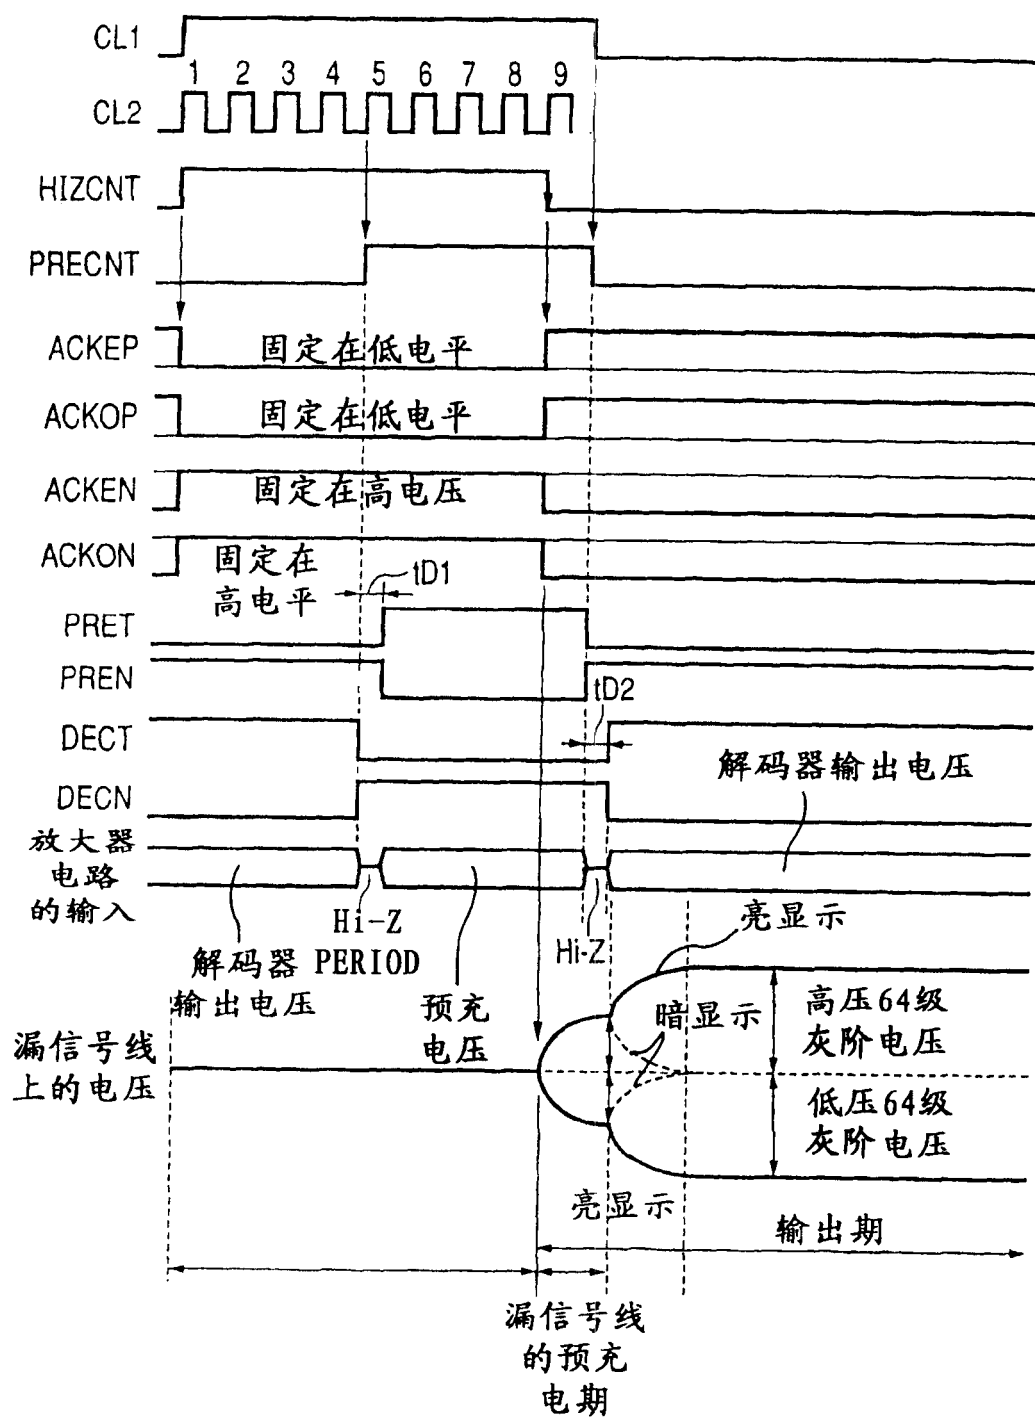 CL1
1 2 3 4 5 6 7 8 9
CL2
HIZCNT
PRECNT
ACKEP
固定在低电平
ACKOP
固定在低电平
ACKEN
固定在高电压
ACKON
固定在
高电平
tD1
PRET
PREN
tD2
DECT
解码器输出电压
DECN
放大器
电路
的输入
Hi-Z
PERIOD
Hi-Z
亮显示
解码器
输出电压
预充
电压
暗显示
高压64级
灰阶电压
漏信号线
上的电压
低压64级
灰阶电压
亮显示
输出期
漏信号线
的预充
电期